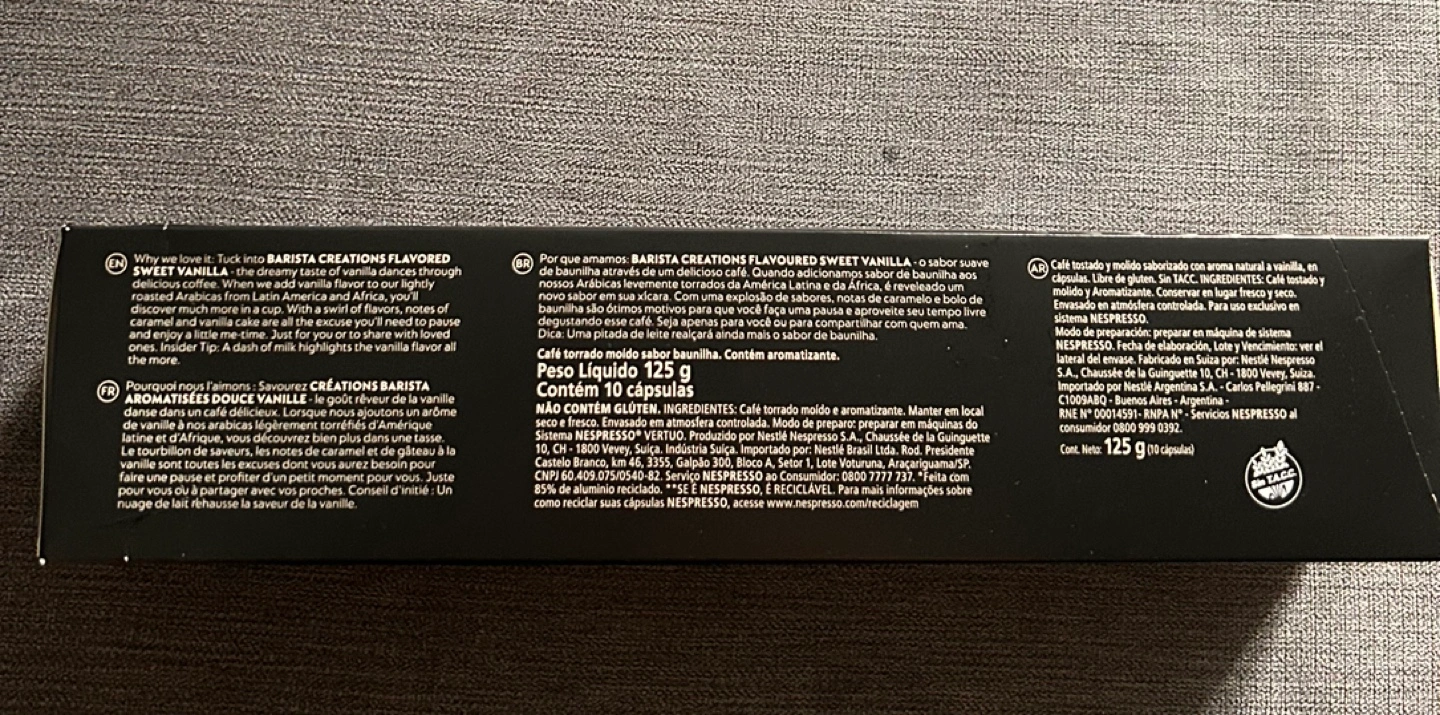 EN Why we love it: Tuck into BARISTA CREATIONS FLAVORED
SWEET VANILLA - the dreamy taste of vanilla dances through
delicious coffee. When we add vanilla flavor to our lightly
roasted Arabicas from Latin America and Africa, you'll
discover much more in a cup. With a swirl of flavors, notes of
caramel and vanilla cake are all the excuse you'll need to pause
and enjoy a little me-time. Just for you or to share with loved
ones. Insider Tip: A dash of milk highlights the vanilla flavor all
the more.
FR Pourquoi nous l'aimons : Savourez CRÉATIONS BARISTA
AROMATISÉES DOUCE VANILLE - le goût rêveur de la vanille
danse dans un café délicieux. Lorsque nous ajoutons un arôme
de vanille à nos arabicas légèrement torréfiés d'Amérique
latine et d'Afrique, vous découvrez bien plus dans une tasse.
Le tourbillon de saveurs, les notes de caramel et de gâteau à la
vanille sont toutes les excuses dont vous aurez besoin pour
faire une pause et profiter d'un petit moment pour vous. Juste
pour vous ou à partager avec vos proches. Conseil d'initié : Un
nuage de lait rehausse la saveur de la vanille.
BR Por que amamos: BARISTA CREATIONS FLAVOURED SWEET VANILLA - o sabor suave
de baunilha através de um delicioso café. Quando adicionamos sabor de baunilha aos
nossos Arábicas levemente torrados da América Latina e da África, é revelado um
novo sabor em sua xícara. Com uma explosão de sabores, notas de caramelo e bolo de
baunilha são ótimos motivos para que você faça uma pausa e aproveite seu tempo livre
degustando esse café. Seja apenas para você ou para compartilhar com quem ama.
Dica: Uma pitada de leite realçará ainda mais o sabor de baunilha.
Café torrado moído sabor baunilha. Contém aromatizante.
Peso Líquido 125 g
Contém 10 cápsulas
NÃO CONTÉM GLÚTEN. INGREDIENTES: Café torrado moído e aromatizante. Manter em local
seco e fresco. Envasado em atmosfera controlada. Modo de preparo: preparar em máquinas do
Sistema NESPRESSO® VERTUO. Produzido por Nestlé Nespresso S.A., Chaussée de la Guinguette
10, CH - 1800 Vevey, Suíça. Indústria Suíça. Importado por: Nestlé Brasil Ltda. Rod. Presidente
Castelo Branco, km 46, 3355, Galpão 300, Bloco A, Setor 1, Lote Voturuna, Araçariguama/SP.
CNPJ 60.409.075/0540-82. Serviço NESPRESSO ao Consumidor: 0800 7777 737. *Feita com
85% de alumínio reciclado. **SE É NESPRESSO, É RECICLÁVEL. Para mais informações sobre
como reciclar suas cápsulas NESPRESSO, acesse www.nespresso.com/reciclagem
AR Café tostado y molido saborizado con aroma natural a vainilla, en
cápsulas. Libre de gluten. Sin TACC. INGREDIENTES: Café tostado y
molido y Aromatizante. Conservar en lugar fresco y seco.
Envasado en atmósfera controlada. Para uso exclusivo en
sistema NESPRESSO.
Modo de preparación: preparar en máquina de sistema
NESPRESSO. Fecha de elaboración, Lote y Vencimiento: ver el
lateral del envase. Fabricado en Suiza por: Nestlé Nespresso
S.A., Chaussée de la Guinguette 10, CH - 1800 Vevey, Suiza.
Importado por Nestlé Argentina S.A. - Carlos Pellegrini 887 -
C1009ABQ - Buenos Aires - Argentina -
RNE N° 00014591- RNPA N° - Servicios NESPRESSO al
consumidor 0800 999 0392.
Cont. Neto: 125 g (10 cápsulas)
Sin T.A.C.C.